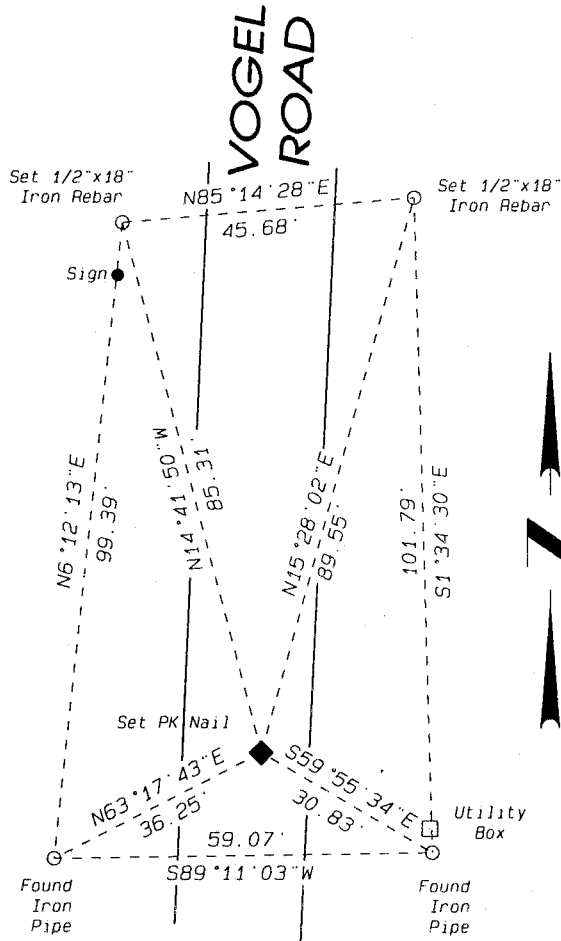 VOGEL
ROAD
Set 1/2"x18"
Iron Rebar
N85°14'28"E
45.68'
Set 1/2"x18"
Iron Rebar
Sign
N6°12'13"E
99.39'
N14°41'50"W
85.31'
N15°28'02"E
89.55'
101.79'
S1°34'30"E
N
Set PK Nail
N63°17'43"E
36.25'
S59°55'34"E
30.83'
Utility
Box
59.07'
S89°11'03"W
Found
Iron
Pipe
Found
Iron
Pipe